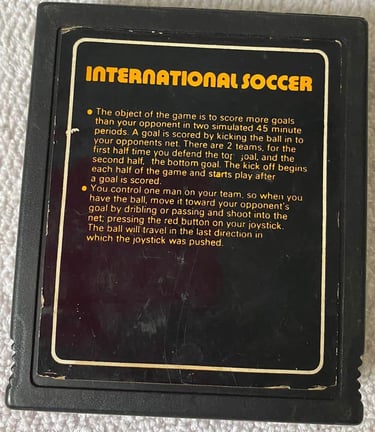 INTERNATIONAL SOCCER
• The object of the game is to score more goals
than your opponent in two simulated 45 minute
periods. A goal is scored by kicking the ball in to
your opponents net. There are 2 teams, for the
first half time you defend the top goal, and the
second half, the bottom goal. The kick off begins
each half of the game and starts play after
a goal is scored.
• You control one man on your team, so when you
have the ball, move it toward your opponent's
goal by dribling or passing and shoot into the
net; pressing the red button on your joystick.
The ball will travel in the last direction in
which the joystick was pushed.